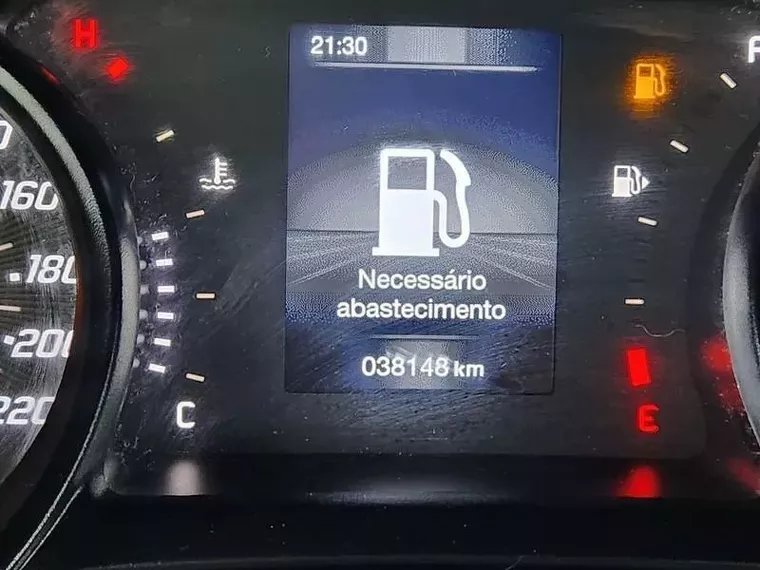 H
21:30
160
180
200
220
Necessário
abastecimento
038148 km
C
E